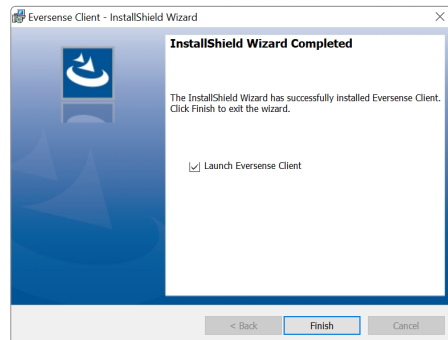 Eversense Client - InstallShield Wizard
InstallShield Wizard Completed
The InstallShield Wizard has successfully installed Eversense Client.
Click Finish to exit the wizard.
Launch Eversense Client
< Back Finish Cancel